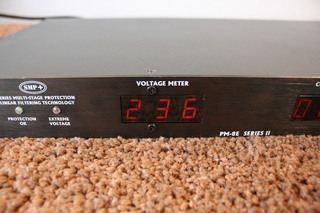 VOLTAGE METER
SMP+
SERIES MULTI-STAGE PROTECTION
LINEAR FILTERING TECHNOLOGY
PROTECTION OK
EXTREME VOLTAGE
236
PM-8E SERIES II